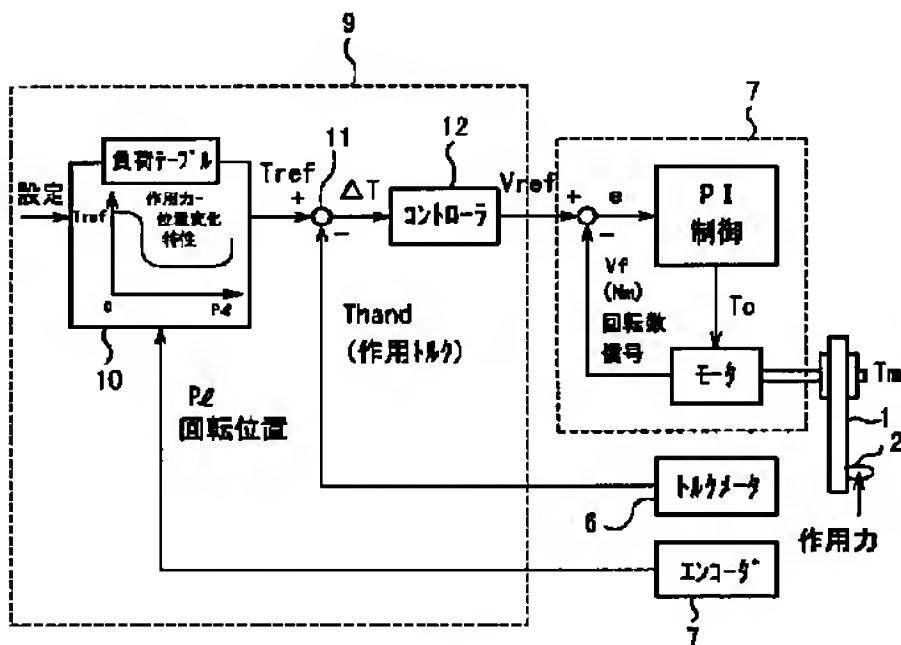 9
7
負荷テーブル
設定
Tref
作用力-
位置変化
特性
0
Pℓ
10
Tref
+
11
-
ΔT
12
コントローラ
Vref
+
-
e
PI
制御
Vf
(Nm)
回転数
信号
To
モータ
Tm
1
2
作用力
Thand
(作用トルク)
Pℓ
回転位置
トルクメータ
6
エンコーダ
7